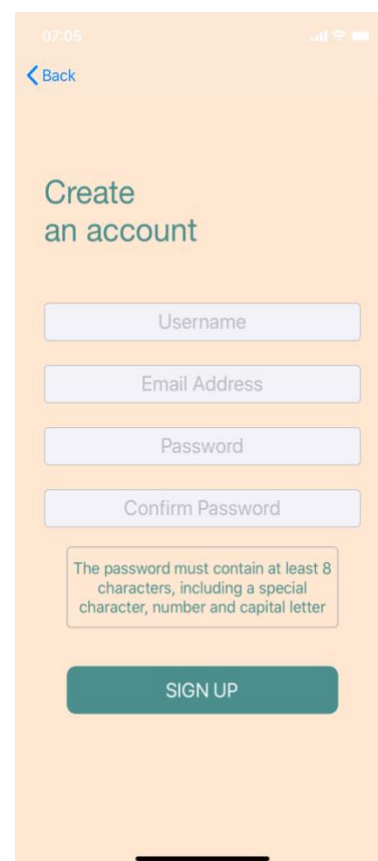 07:05
Back
Create
an account
Username
Email Address
Password
Confirm Password
The password must contain at least 8
characters, including a special
character, number and capital letter
SIGN UP